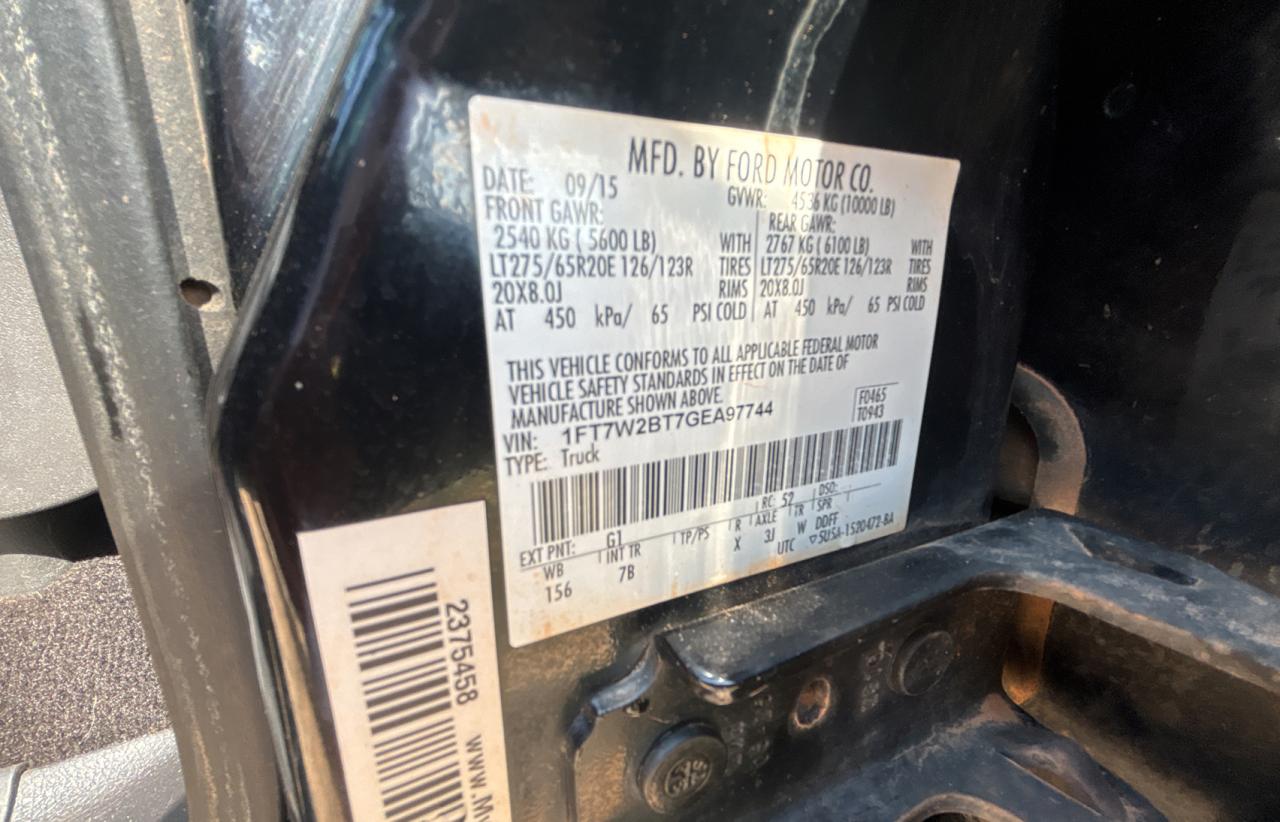 MFD. BY FORD MOTOR CO.
DATE: 09/15 GVWR: 4536 KG (10000 LB)
FRONT GAWR: REAR GAWR:
2540 KG ( 5600 LB) WITH 2767 KG ( 6100 LB) WITH
LT275/65R20E 126/123R TIRES LT275/65R20E 126/123R TIRES
20X8.0J RIMS 20X8.0J RIMS
AT 450 kPa/ 65 PSI COLD AT 450 kPa/ 65 PSI COLD
THIS VEHICLE CONFORMS TO ALL APPLICABLE FEDERAL MOTOR
VEHICLE SAFETY STANDARDS IN EFFECT ON THE DATE OF
MANUFACTURE SHOWN ABOVE.
F0465
T0943
VIN: 1FT7W2BT7GEA97744
TYPE: Truck
EXT PNT: G1 RC: 52 DSO:
WB INT TR TP/PS R AXLE TR SPR
156 7B X 3J W DDFF
UTC ▽5U5A-1520472-BA
2375458 www.M